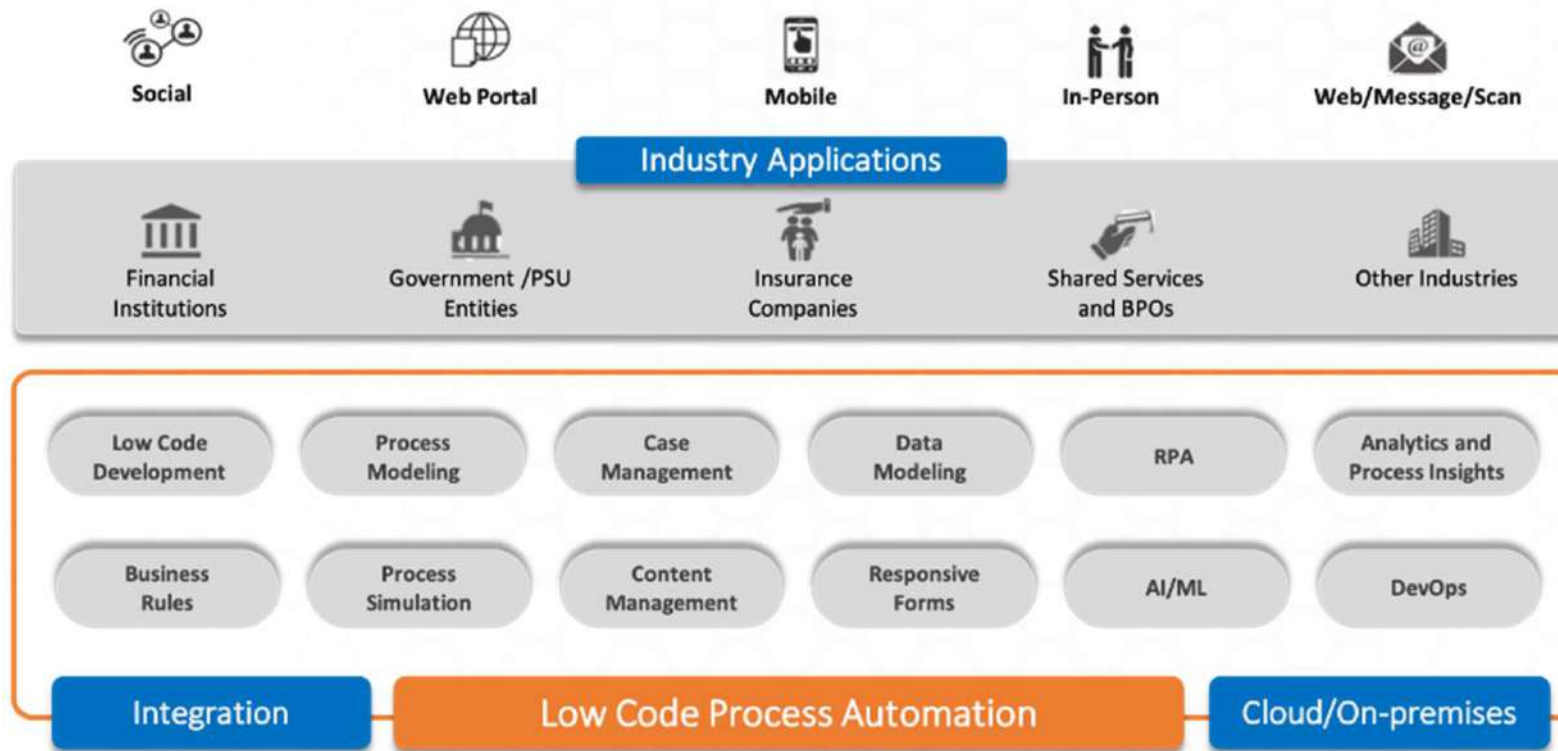 Social
Web Portal
Mobile
In-Person
Web/Message/Scan
Industry Applications
Financial
Institutions
Government /PSU
Entities
Insurance
Companies
Shared Services
and BPOs
Other Industries
Low Code
Development
Process
Modeling
Case
Management
Data
Modeling
RPA
Analytics and
Process Insights
Business
Rules
Process
Simulation
Content
Management
Responsive
Forms
AI/ML
DevOps
Integration
Low Code Process Automation
Cloud/On-premises